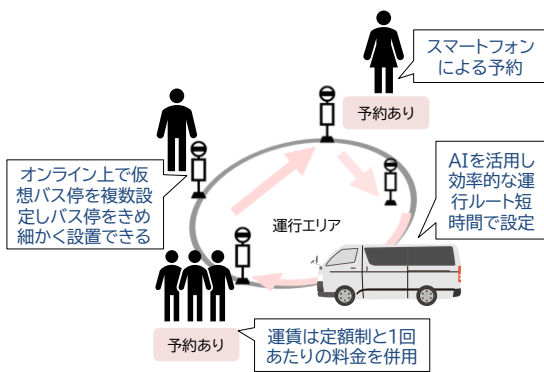 スマートフォン
による予約
予約あり
オンライン上で仮
想バス停を複数設
定しバス停をきめ
細かく設置できる
AIを活用し
効率的な運
行ルート短
時間で設定
運行エリア
予約あり
運賃は定額制と1回
あたりの料金を併用